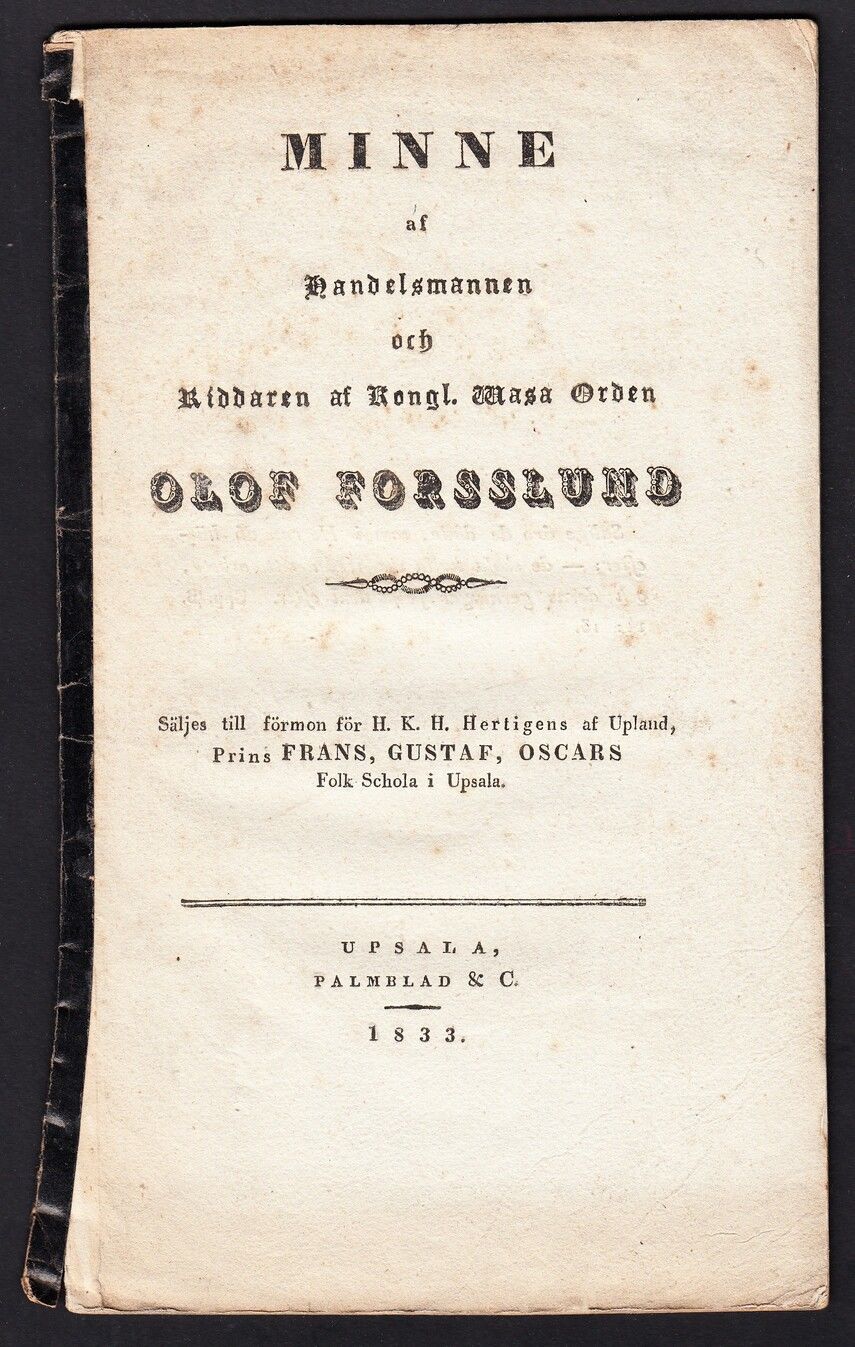 MINNE
af
Handelsmannen
och
Riddaren af Kongl. Wasa Orden
OLOF FORSSLUND
Säljes till förmon för H. K. H. Hertigens af Upland,
Prins FRANS, GUSTAF, OSCARS
Folk Schola i Upsala.
UPSALA,
PALMBLAD & C.
1833.